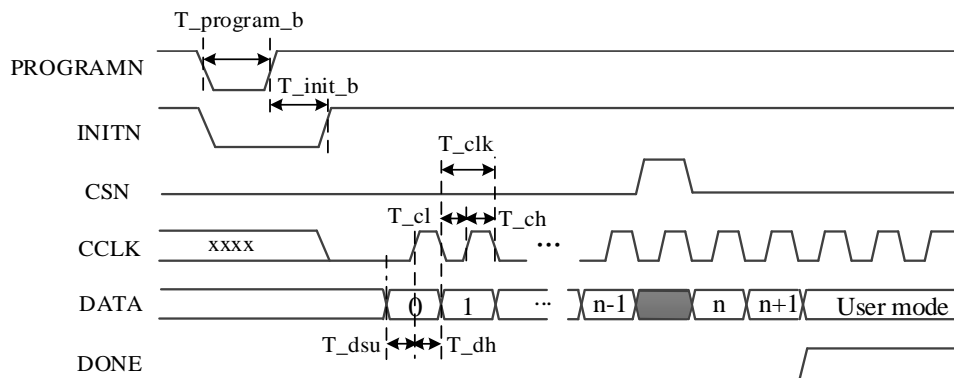 T_program_b
PROGRAMN
T_init_b
INITN
T_clk
CSN
T_cl
T_ch
CCLK
xxxx
...
DATA
0
1
...
n-1
n
n+1
User mode
T_dsu
T_dh
DONE